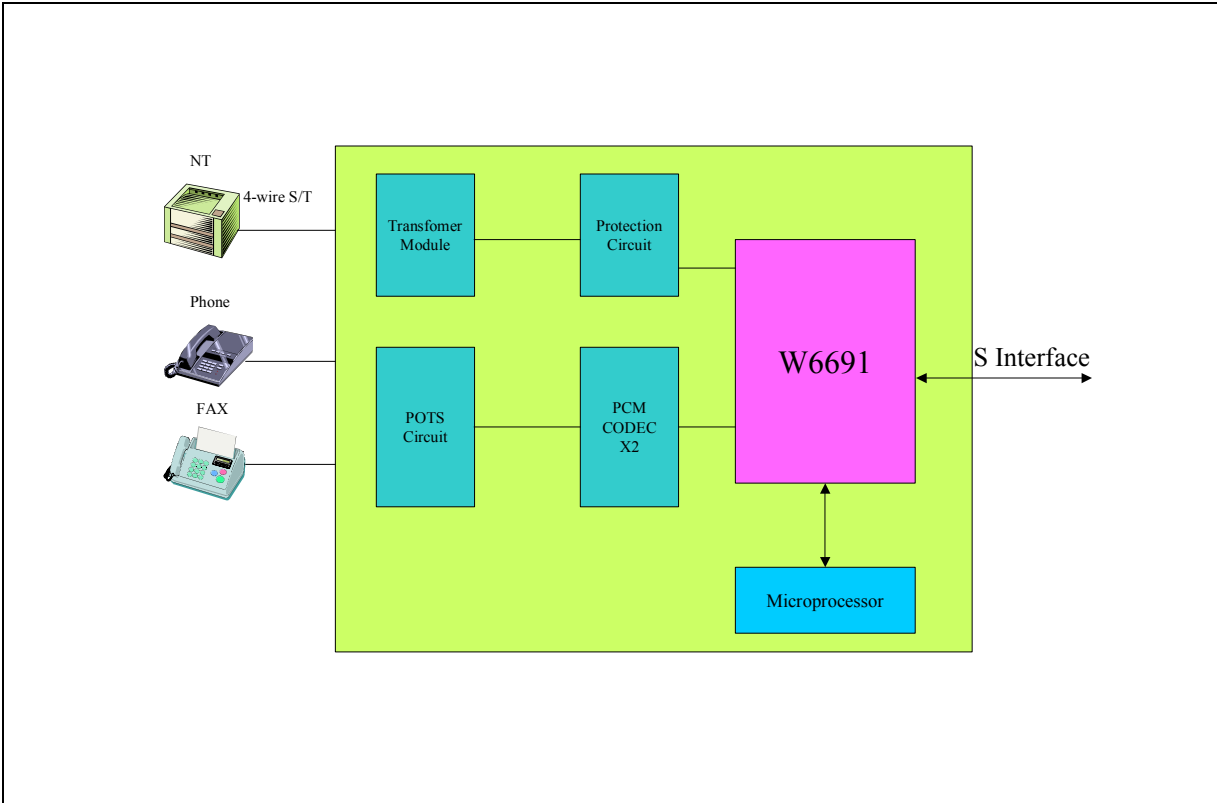 NT
4-wire S/T
Transfomer
Module
Protection
Circuit
Phone
W6691
S Interface
FAX
POTS
Circuit
PCM
CODEC
X2
Microprocessor